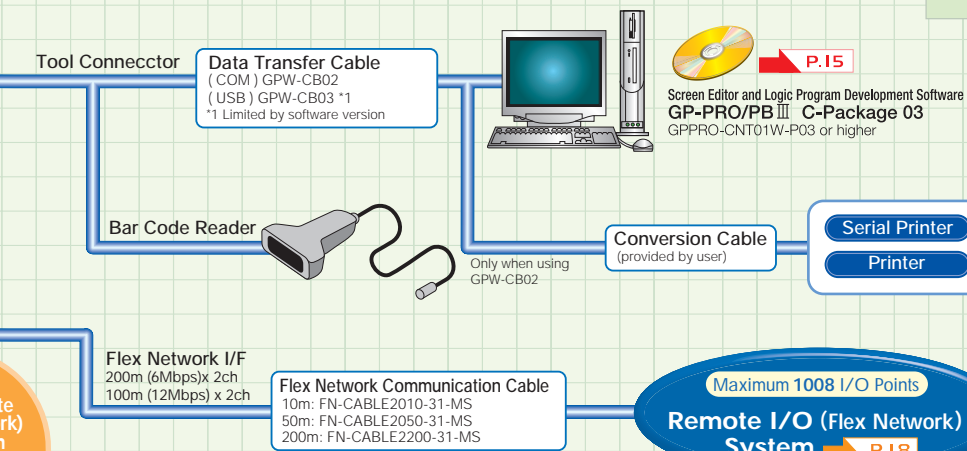 Tool Connecctor
Data Transfer Cable
( COM ) GPW-CB02
( USB ) GPW-CB03 *1
*1 Limited by software version
P.15
Screen Editor and Logic Program Development Software
GP-PRO/PBⅢ C-Package 03
GPPRO-CNT01W-P03 or higher
Bar Code Reader
Only when using
GPW-CB02
Conversion Cable
(provided by user)
Serial Printer
Printer
Flex Network I/F
200m (6Mbps)x 2ch
100m (12Mbps) x 2ch
Flex Network Communication Cable
10m: FN-CABLE2010-31-MS
50m: FN-CABLE2050-31-MS
200m: FN-CABLE2200-31-MS
Maximum 1008 I/O Points
Remote I/O (Flex Network)
System P.18